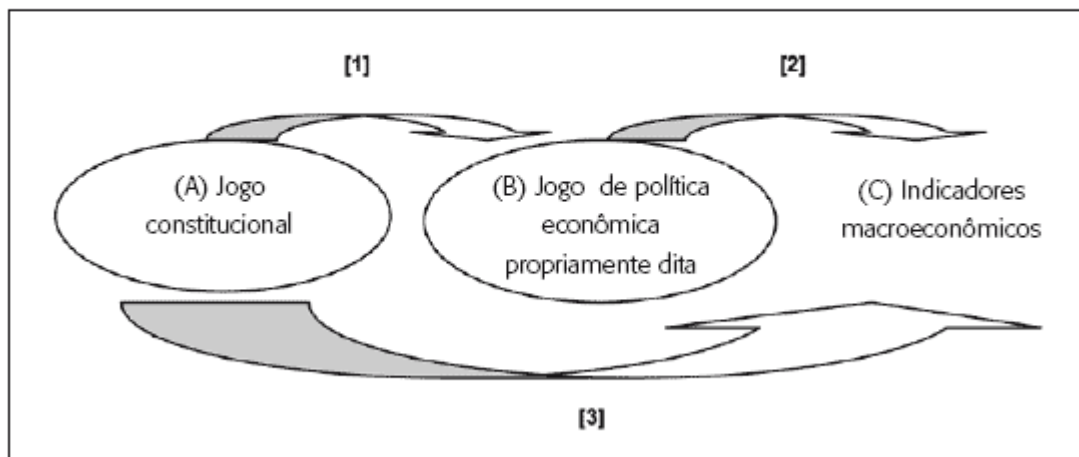 [1]
[2]
(A) Jogo
constitucional
(B) Jogo de política
econômica
propriamente dita
(C) Indicadores
macroeconômicos
[3]